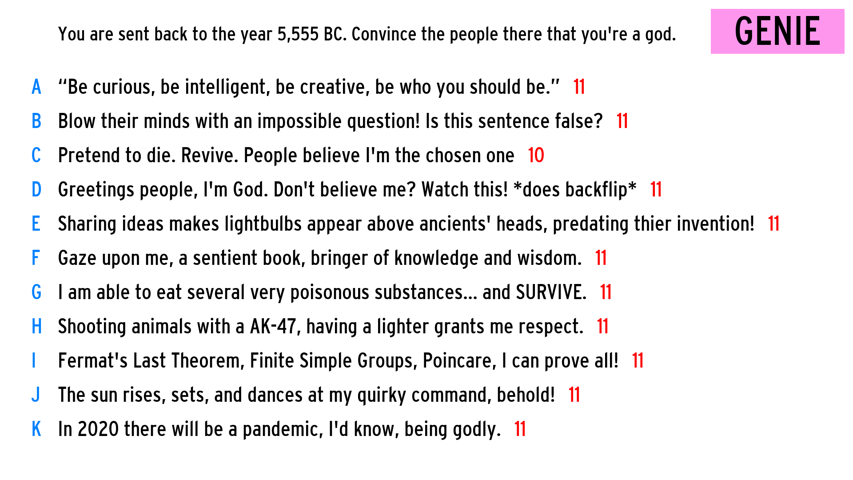 You are sent back to the year 5,555 BC. Convince the people there that you're a god. GENIE
A “Be curious, be intelligent, be creative, be who you should be.” 11
B Blow their minds with an impossible question! Is this sentence false? 11
C Pretend to die. Revive. People believe I'm the chosen one 10
D Greetings people, I'm God. Don't believe me? Watch this! *does backflip* 11
E Sharing ideas makes lightbulbs appear above ancients' heads, predating thier invention! 11
F Gaze upon me, a sentient book, bringer of knowledge and wisdom. 11
G I am able to eat several very poisonous substances... and SURVIVE. 11
H Shooting animals with a AK-47, having a lighter grants me respect. 11
I Fermat's Last Theorem, Finite Simple Groups, Poincare, I can prove all! 11
J The sun rises, sets, and dances at my quirky command, behold! 11
K In 2020 there will be a pandemic, I'd know, being godly. 11